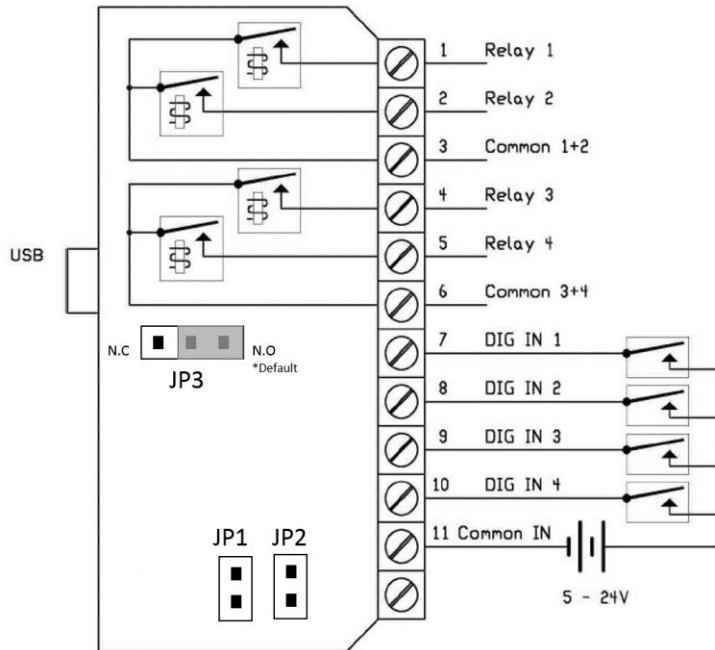 1 Relay 1
2 Relay 2
3 Common 1+2
4 Relay 3
5 Relay 4
USB
6 Common 3+4
7 DIG IN 1
N.C
N.O
*Default
JP3
8 DIG IN 2
9 DIG IN 3
10 DIG IN 4
11 Common IN
JP1 JP2
5 - 24V